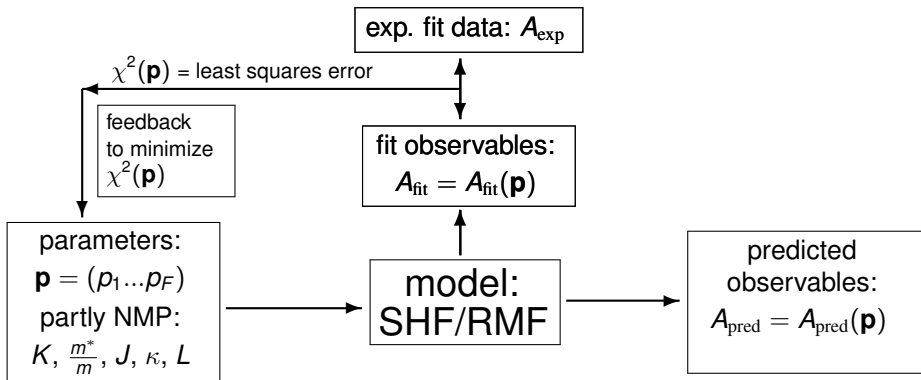 exp. fit data: A_exp
χ²(𝐩) = least squares error
feedback
to minimize
χ²(𝐩)
fit observables:
A_fit = A_fit(𝐩)
parameters:
𝐩 = (p₁...p_F)
partly NMP:
K, m*/m, J, κ, L
model:
SHF/RMF
predicted
observables:
A_pred = A_pred(𝐩)